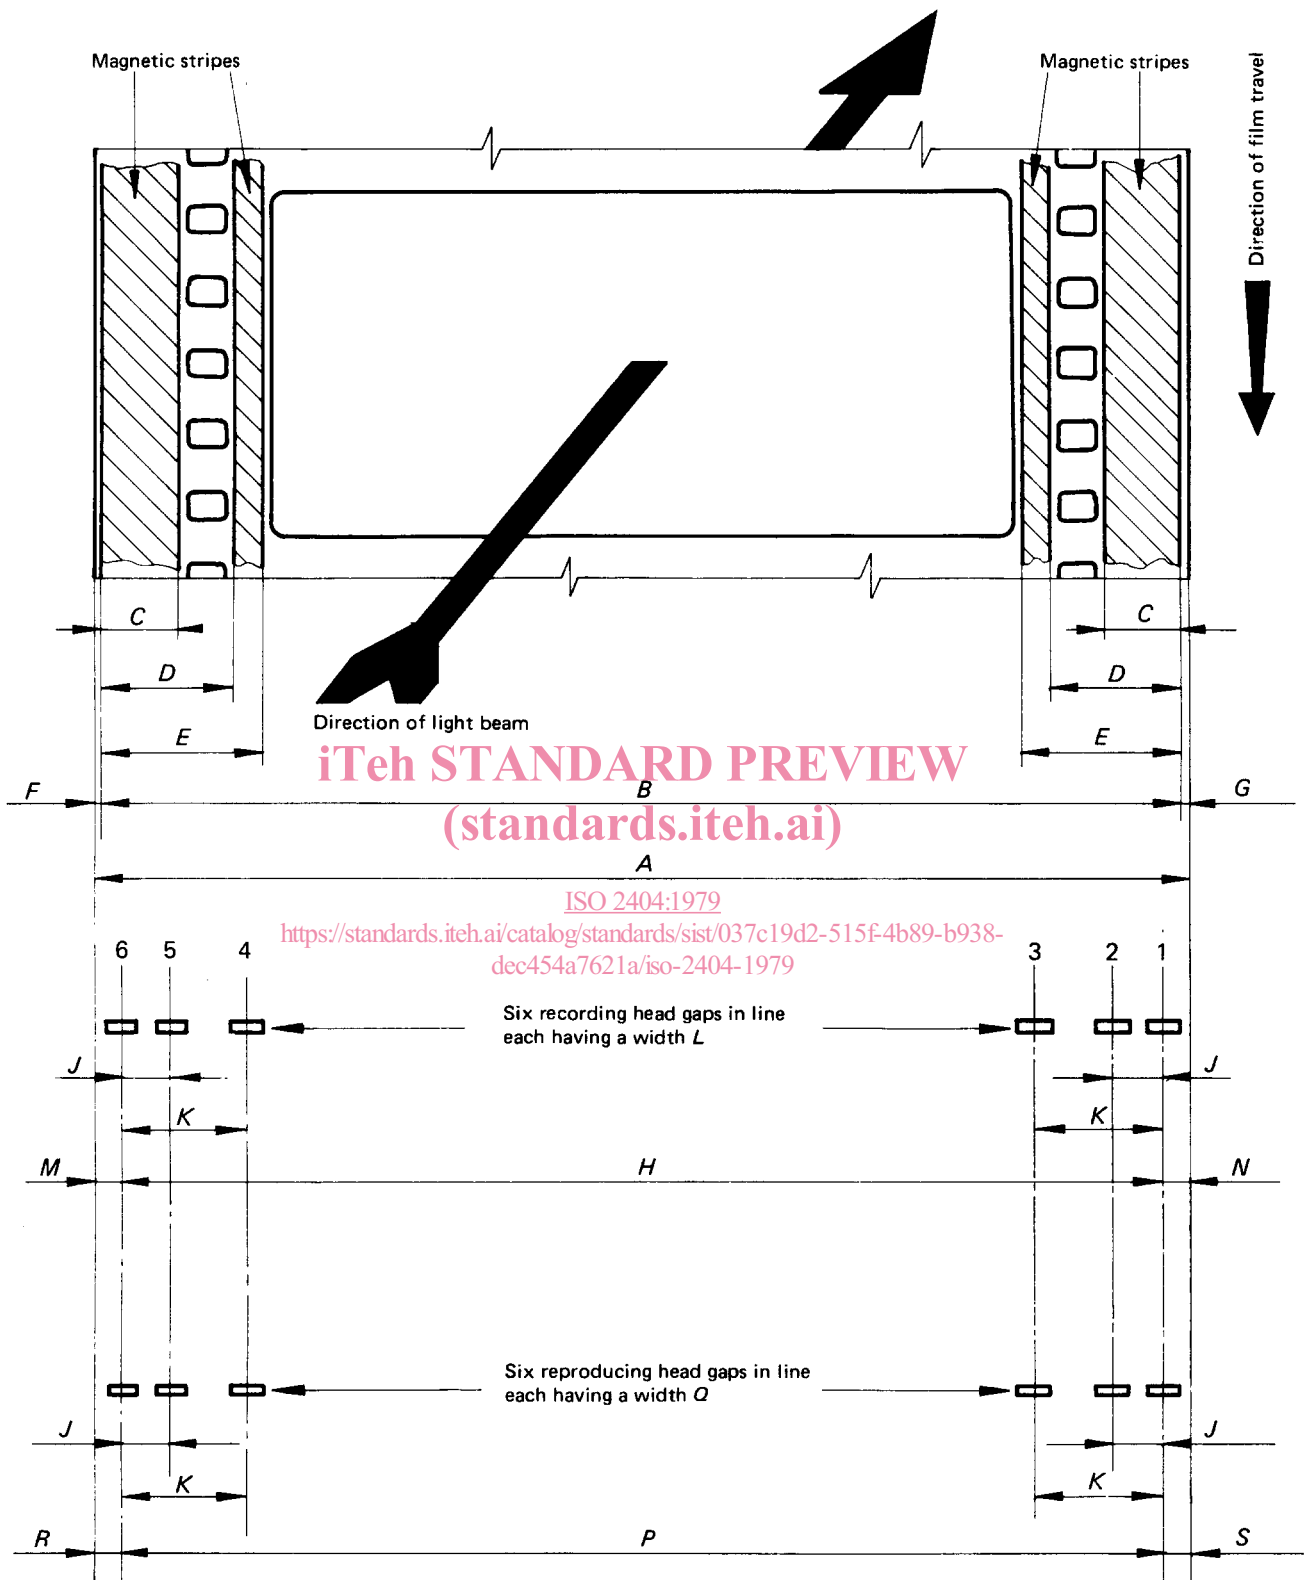 Magnetic stripes
Magnetic stripes
Direction of film travel
C
C
D
D
Direction of light beam
E
E
iTeh STANDARD PREVIEW
F
B
G
(standards.iteh.ai)
A
ISO 2404:1979
https://standards.iteh.ai/catalog/standards/sist/037c19d2-515f-4b89-b938-
dec454a7621a/iso-2404-1979
6 5 4
3 2 1
Six recording head gaps in line
each having a width L
J
J
K
K
M
H
N
Six reproducing head gaps in line
each having a width Q
J
J
K
K
R
P
S